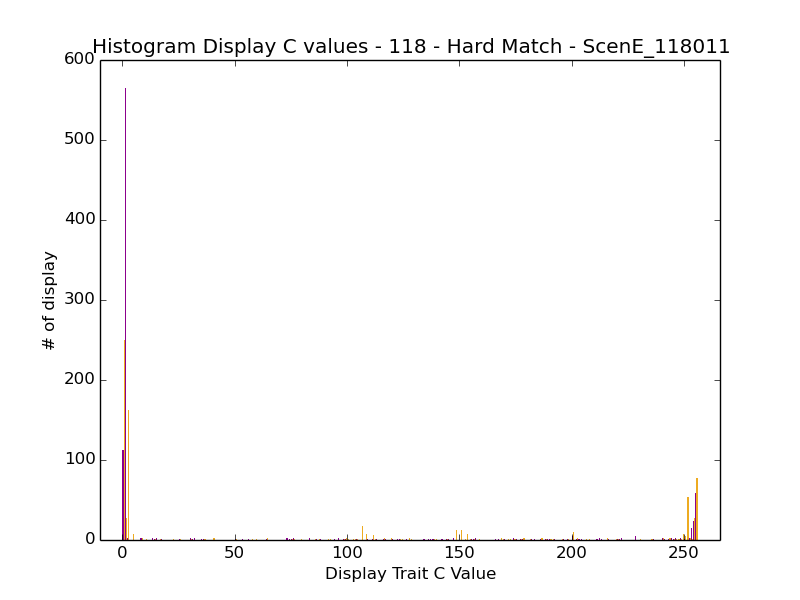 Histogram Display C values - 118 - Hard Match - ScenE_118011
600
500
400
300
200
100
0
# of display
0 50 100 150 200 250
Display Trait C Value